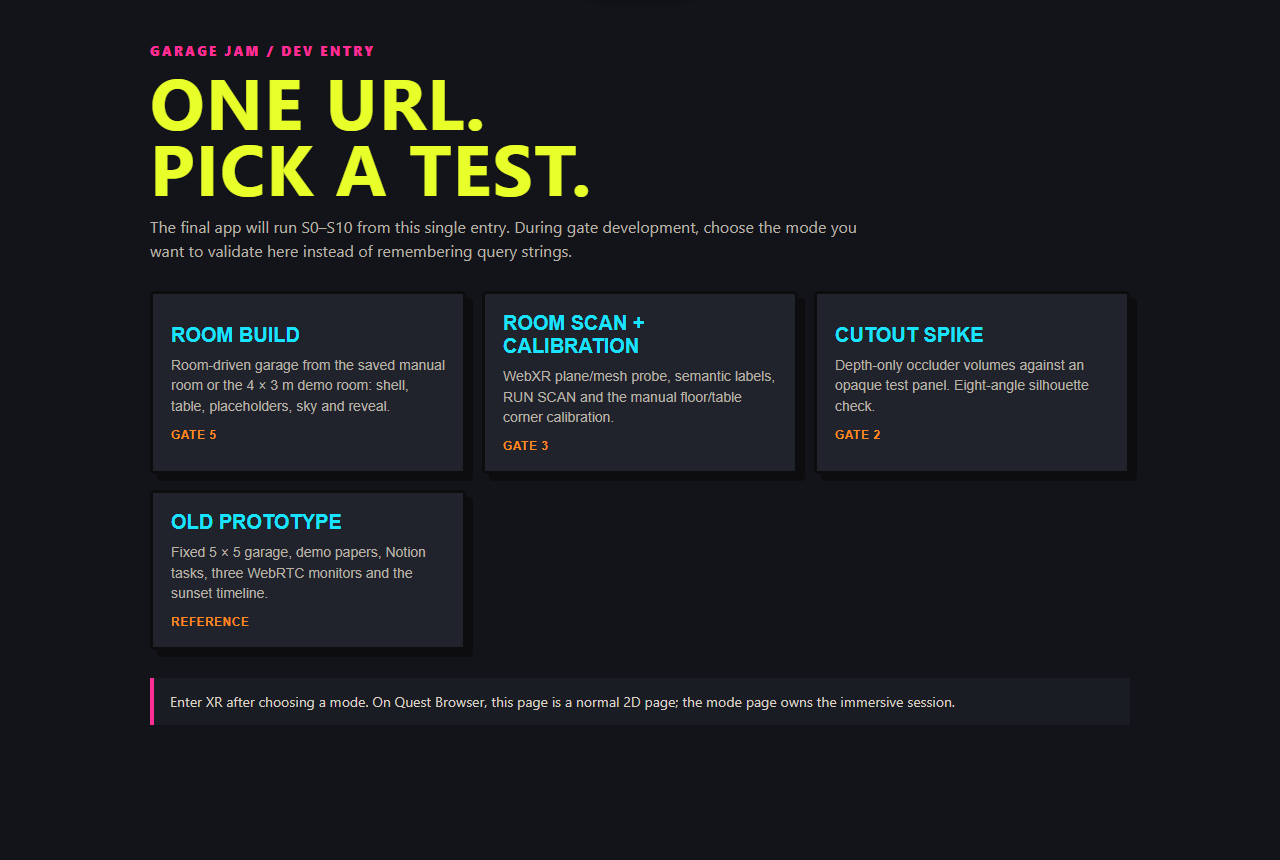 GARAGE JAM / DEV ENTRY
ONE URL.
PICK A TEST.
The final app will run S0–S10 from this single entry. During gate development, choose the mode you
want to validate here instead of remembering query strings.
ROOM BUILD
Room-driven garage from the saved manual
room or the 4 × 3 m demo room: shell,
table, placeholders, sky and reveal.
GATE 5
ROOM SCAN +
CALIBRATION
WebXR plane/mesh probe, semantic labels,
RUN SCAN and the manual floor/table
corner calibration.
GATE 3
CUTOUT SPIKE
Depth-only occluder volumes against an
opaque test panel. Eight-angle silhouette
check.
GATE 2
OLD PROTOTYPE
Fixed 5 × 5 garage, demo papers, Notion
tasks, three WebRTC monitors and the
sunset timeline.
REFERENCE
Enter XR after choosing a mode. On Quest Browser, this page is a normal 2D page; the mode page owns the immersive session.